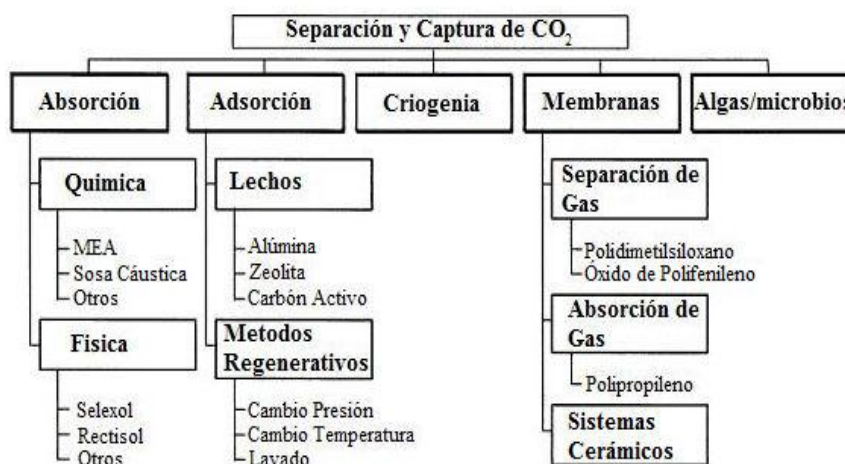 Separación y Captura de CO₂
Absorción
Adsorción
Criogenia
Membranas
Algas/microbios
Quimica
MEA
Sosa Cáustica
Otros
Fisica
Selexol
Rectisol
Otros
Lechos
Alúmina
Zeolita
Carbón Activo
Metodos
Regenerativos
Cambio Presión
Cambio Temperatura
Lavado
Separación de
Gas
Polidimetilsiloxano
Óxido de Polifenileno
Absorción de
Gas
Polipropileno
Sistemas
Cerámicos